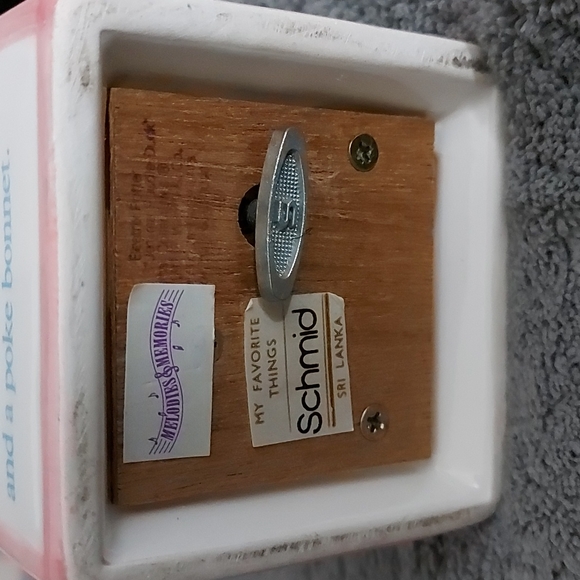 and a poke bonnet.
MELODIES & MEMORIES
MY FAVORITE
THINGS
Schmid
SRI LANKA